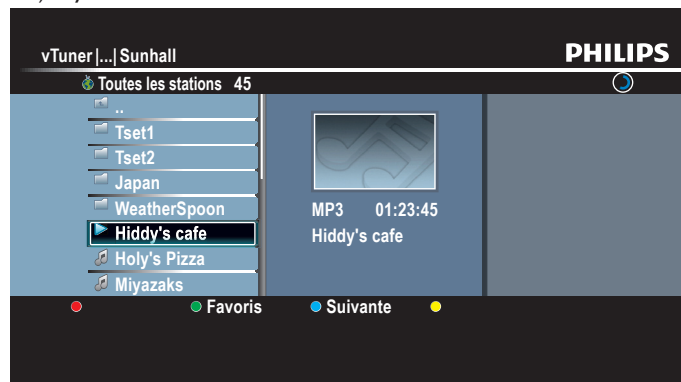 vTuner|...| Sunhall
PHILIPS
Toutes les stations 45
..
Tset1
Tset2
Japan
WeatherSpoon
Hiddy's cafe
Holy's Pizza
Miyazaks
MP3 01:23:45
Hiddy's cafe
Favoris
Suivante